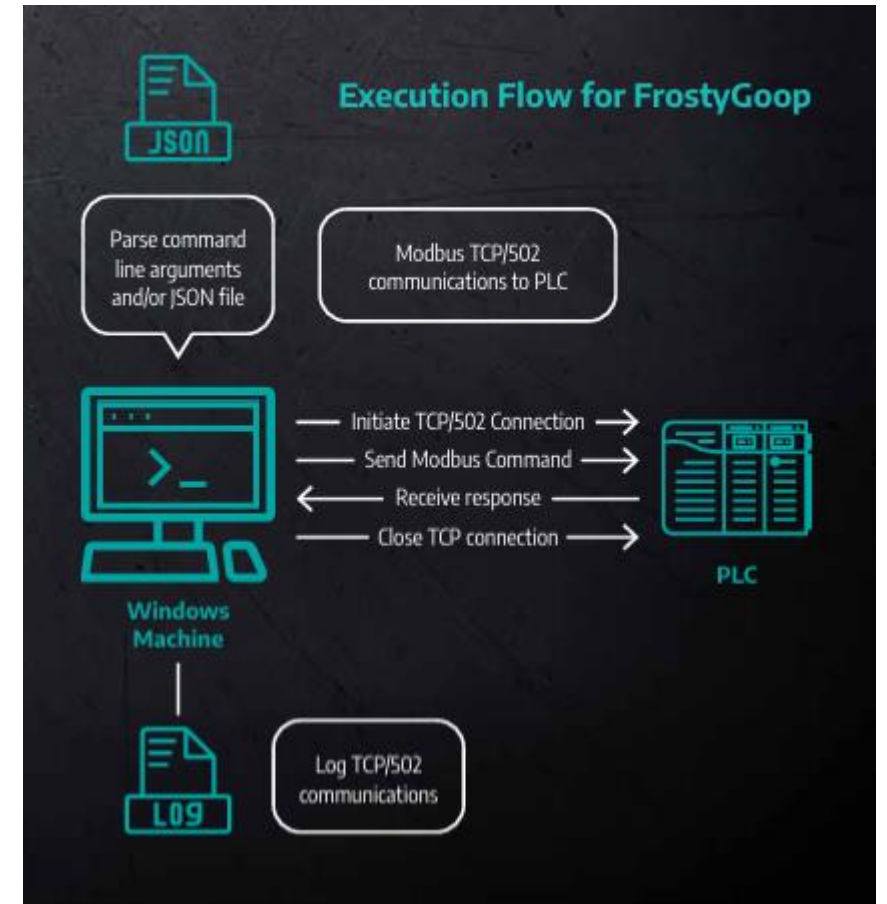 JSON
Execution Flow for FrostyGoop
Parse command
line arguments
and/or JSON file
Modbus TCP/502
communications to PLC
Initiate TCP/502 Connection
Send Modbus Command
Receive response
Close TCP connection
PLC
Windows
Machine
LOG
Log TCP/502
communications